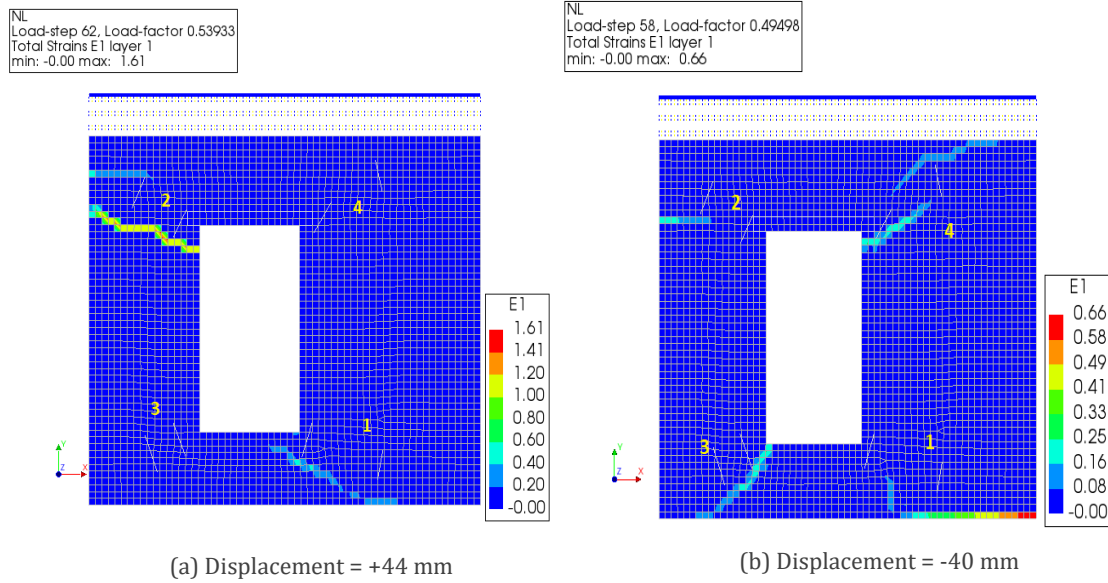 NL
Load-step 62, Load-factor 0.53933
Total Strains E1 layer 1
min: -0.00 max: 1.61
2
4
3
1
E1
1.61
1.41
1.20
1.00
0.80
0.60
0.40
0.20
-0.00
Y
Z X
(a) Displacement = +44 mm
NL
Load-step 58, Load-factor 0.49498
Total Strains E1 layer 1
min: -0.00 max: 0.66
2
4
3
1
E1
0.66
0.58
0.49
0.41
0.33
0.25
0.16
0.08
-0.00
Y
Z X
(b) Displacement = -40 mm